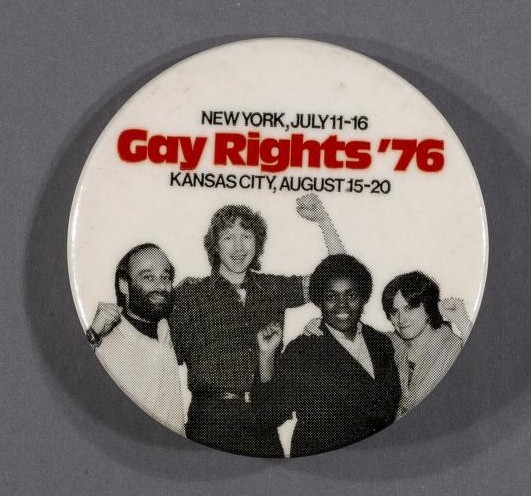 NEW YORK, JULY 11-16
Gay Rights '76
KANSAS CITY, AUGUST 15-20